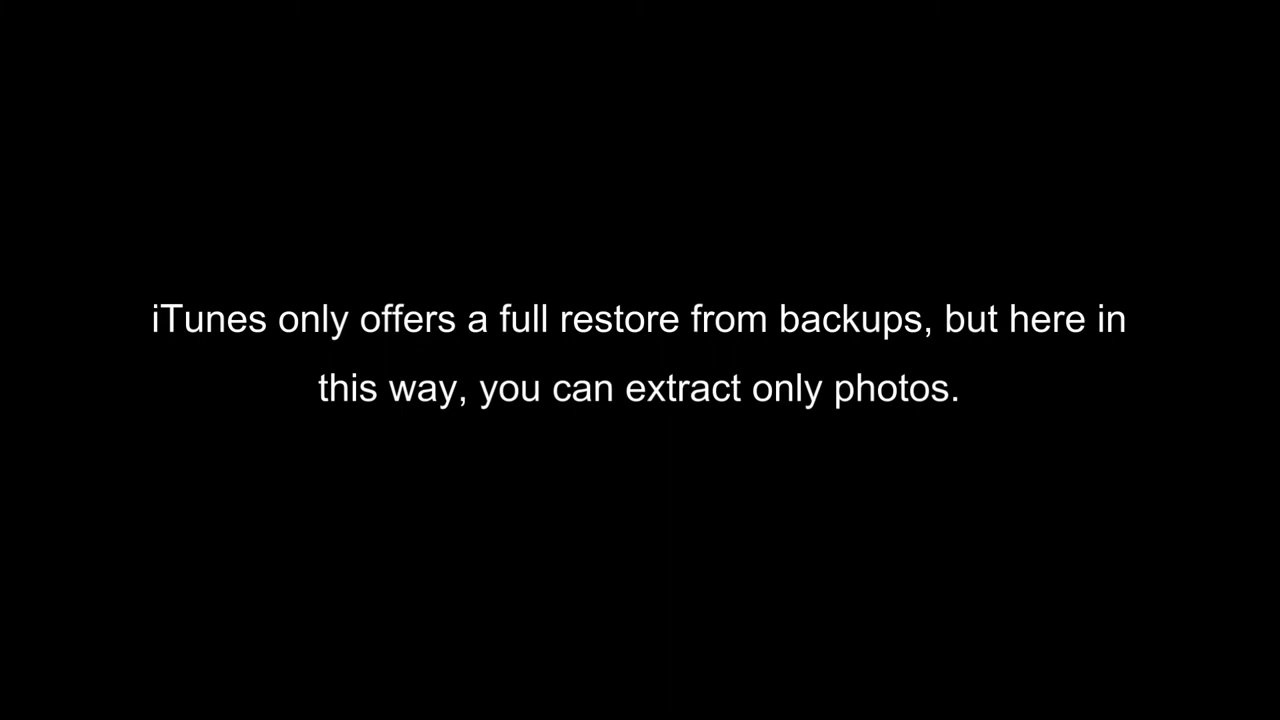 iTunes only offers a full restore from backups, but here in
this way, you can extract only photos.